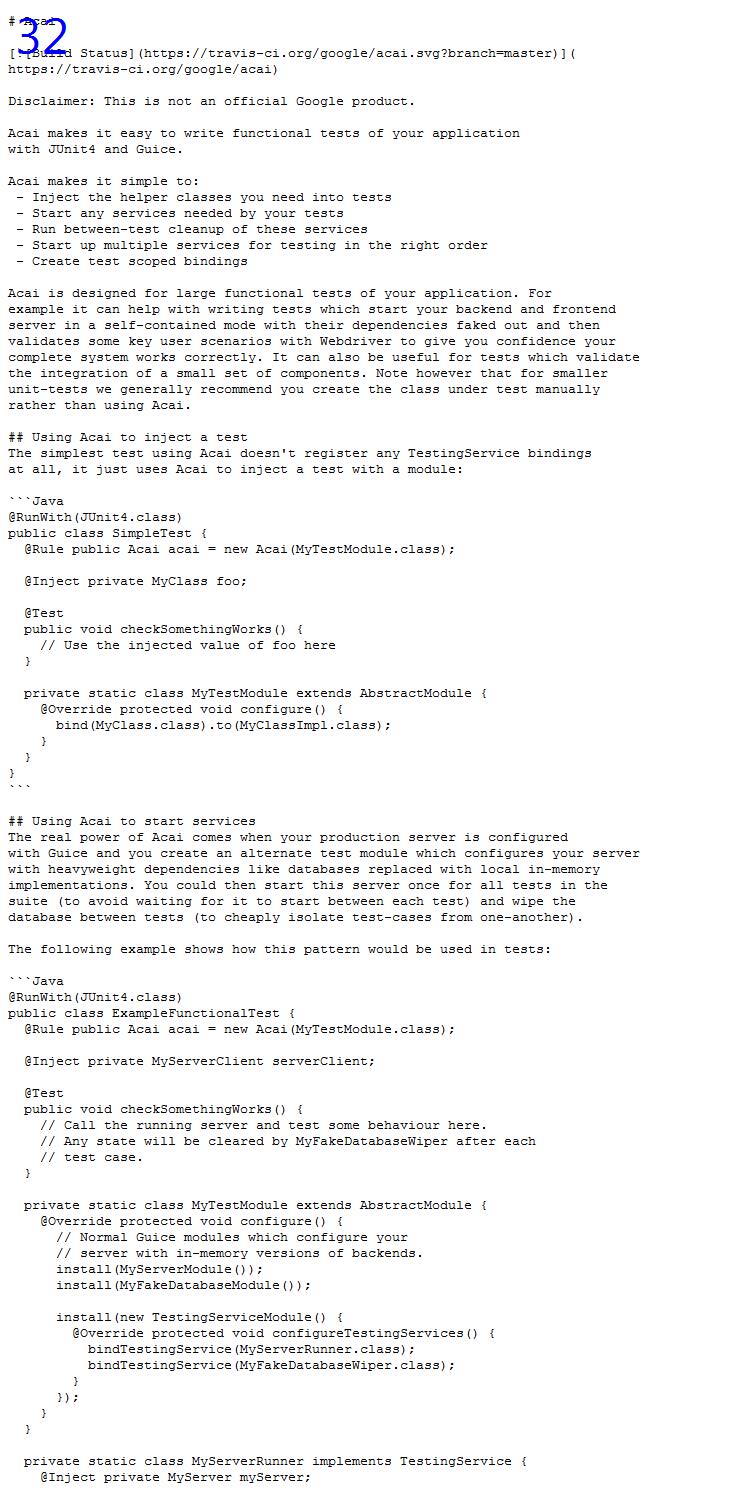 # Acai
32
[![Build Status](https://travis-ci.org/google/acai.svg?branch=master)](
https://travis-ci.org/google/acai)

Disclaimer: This is not an official Google product.

Acai makes it easy to write functional tests of your application
with JUnit4 and Guice.

Acai makes it simple to:
 - Inject the helper classes you need into tests
 - Start any services needed by your tests
 - Run between-test cleanup of these services
 - Start up multiple services for testing in the right order
 - Create test scoped bindings

Acai is designed for large functional tests of your application. For
example it can help with writing tests which start your backend and frontend
server in a self-contained mode with their dependencies faked out and then
validates some key user scenarios with Webdriver to give you confidence your
complete system works correctly. It can also be useful for tests which validate
the integration of a small set of components. Note however that for smaller
unit-tests we generally recommend you create the class under test manually
rather than using Acai.

## Using Acai to inject a test
The simplest test using Acai doesn't register any TestingService bindings
at all, it just uses Acai to inject a test with a module:

```Java
@RunWith(JUnit4.class)
public class SimpleTest {
  @Rule public Acai acai = new Acai(MyTestModule.class);

  @Inject private MyClass foo;

  @Test
  public void checkSomethingWorks() {
    // Use the injected value of foo here
  }

  private static class MyTestModule extends AbstractModule {
    @Override protected void configure() {
      bind(MyClass.class).to(MyClassImpl.class);
    }
  }
}
```

## Using Acai to start services
The real power of Acai comes when your production server is configured
with Guice and you create an alternate test module which configures your server
with heavyweight dependencies like databases replaced with local in-memory
implementations. You could then start this server once for all tests in the
suite (to avoid waiting for it to start between each test) and wipe the
database between tests (to cheaply isolate test-cases from one-another).

The following example shows how this pattern would be used in tests:

```Java
@RunWith(JUnit4.class)
public class ExampleFunctionalTest {
  @Rule public Acai acai = new Acai(MyTestModule.class);

  @Inject private MyServerClient serverClient;

  @Test
  public void checkSomethingWorks() {
    // Call the running server and test some behaviour here.
    // Any state will be cleared by MyFakeDatabaseWiper after each
    // test case.
  }

  private static class MyTestModule extends AbstractModule {
    @Override protected void configure() {
      // Normal Guice modules which configure your
      // server with in-memory versions of backends.
      install(MyServerModule());
      install(MyFakeDatabaseModule());

      install(new TestingServiceModule() {
        @Override protected void configureTestingServices() {
          bindTestingService(MyServerRunner.class);
          bindTestingService(MyFakeDatabaseWiper.class);
        }
      });
    }
  }

  private static class MyServerRunner implements TestingService {
    @Inject private MyServer myServer;